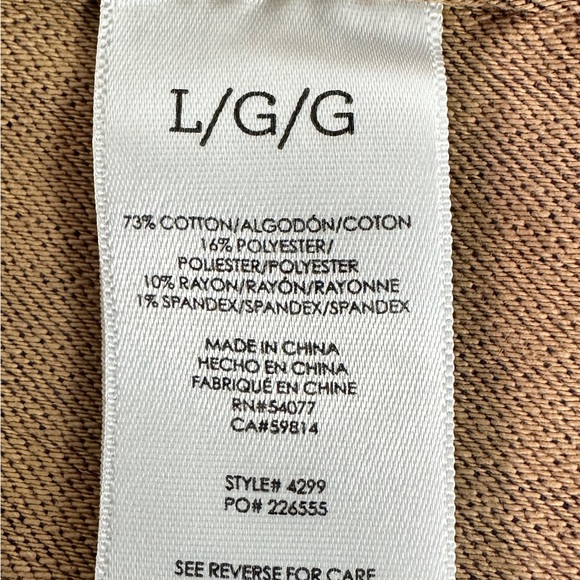 L/G/G
73% COTTON/ALGODÓN/COTON
16% POLYESTER/
POLIESTER/POLYESTER
10% RAYON/RAYÓN/RAYONNE
1% SPANDEX/SPANDEX/SPANDEX
MADE IN CHINA
HECHO EN CHINA
FABRIQUÉ EN CHINE
RN#54077
CA#59814
STYLE# 4299
PO# 226555
SEE REVERSE FOR CARE